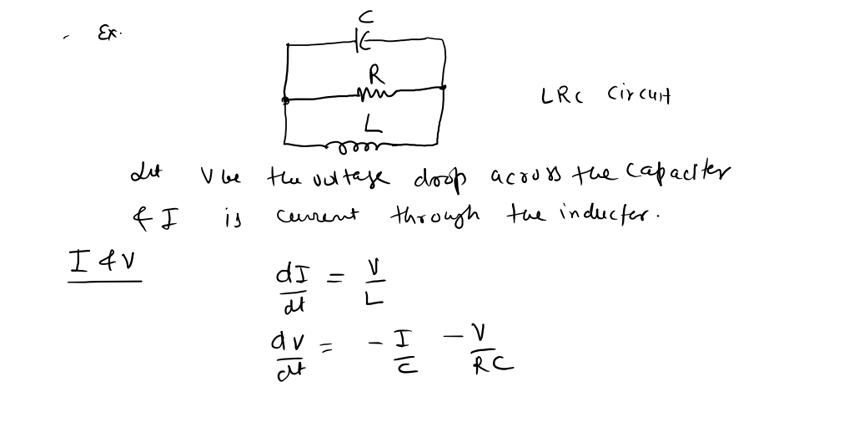 Ex.
C
R
L
LRC circuit
Let V be the voltage drop across the capacitor
& I is current through the inductor.
I & V
dI/dt = V/L
dV/dt = - I/C - V/RC